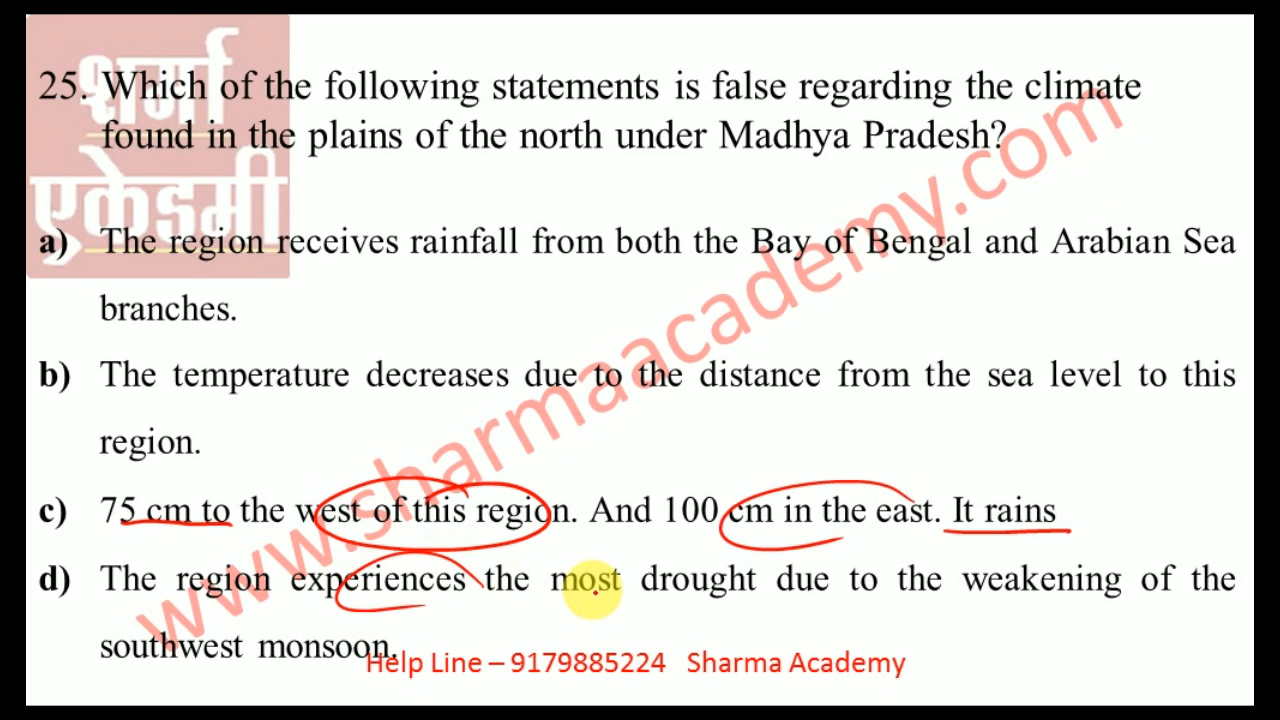 शर्मा
एकेडमी
25. Which of the following statements is false regarding the climate
found in the plains of the north under Madhya Pradesh?
a) The region receives rainfall from both the Bay of Bengal and Arabian Sea
branches.
b) The temperature decreases due to the distance from the sea level to this
region.
c) 75 cm to the west of this region. And 100 cm in the east. It rains
d) The region experiences the most drought due to the weakening of the
southwest monsoon.
www.sharmaacademy.com
Help Line – 9179885224 Sharma Academy